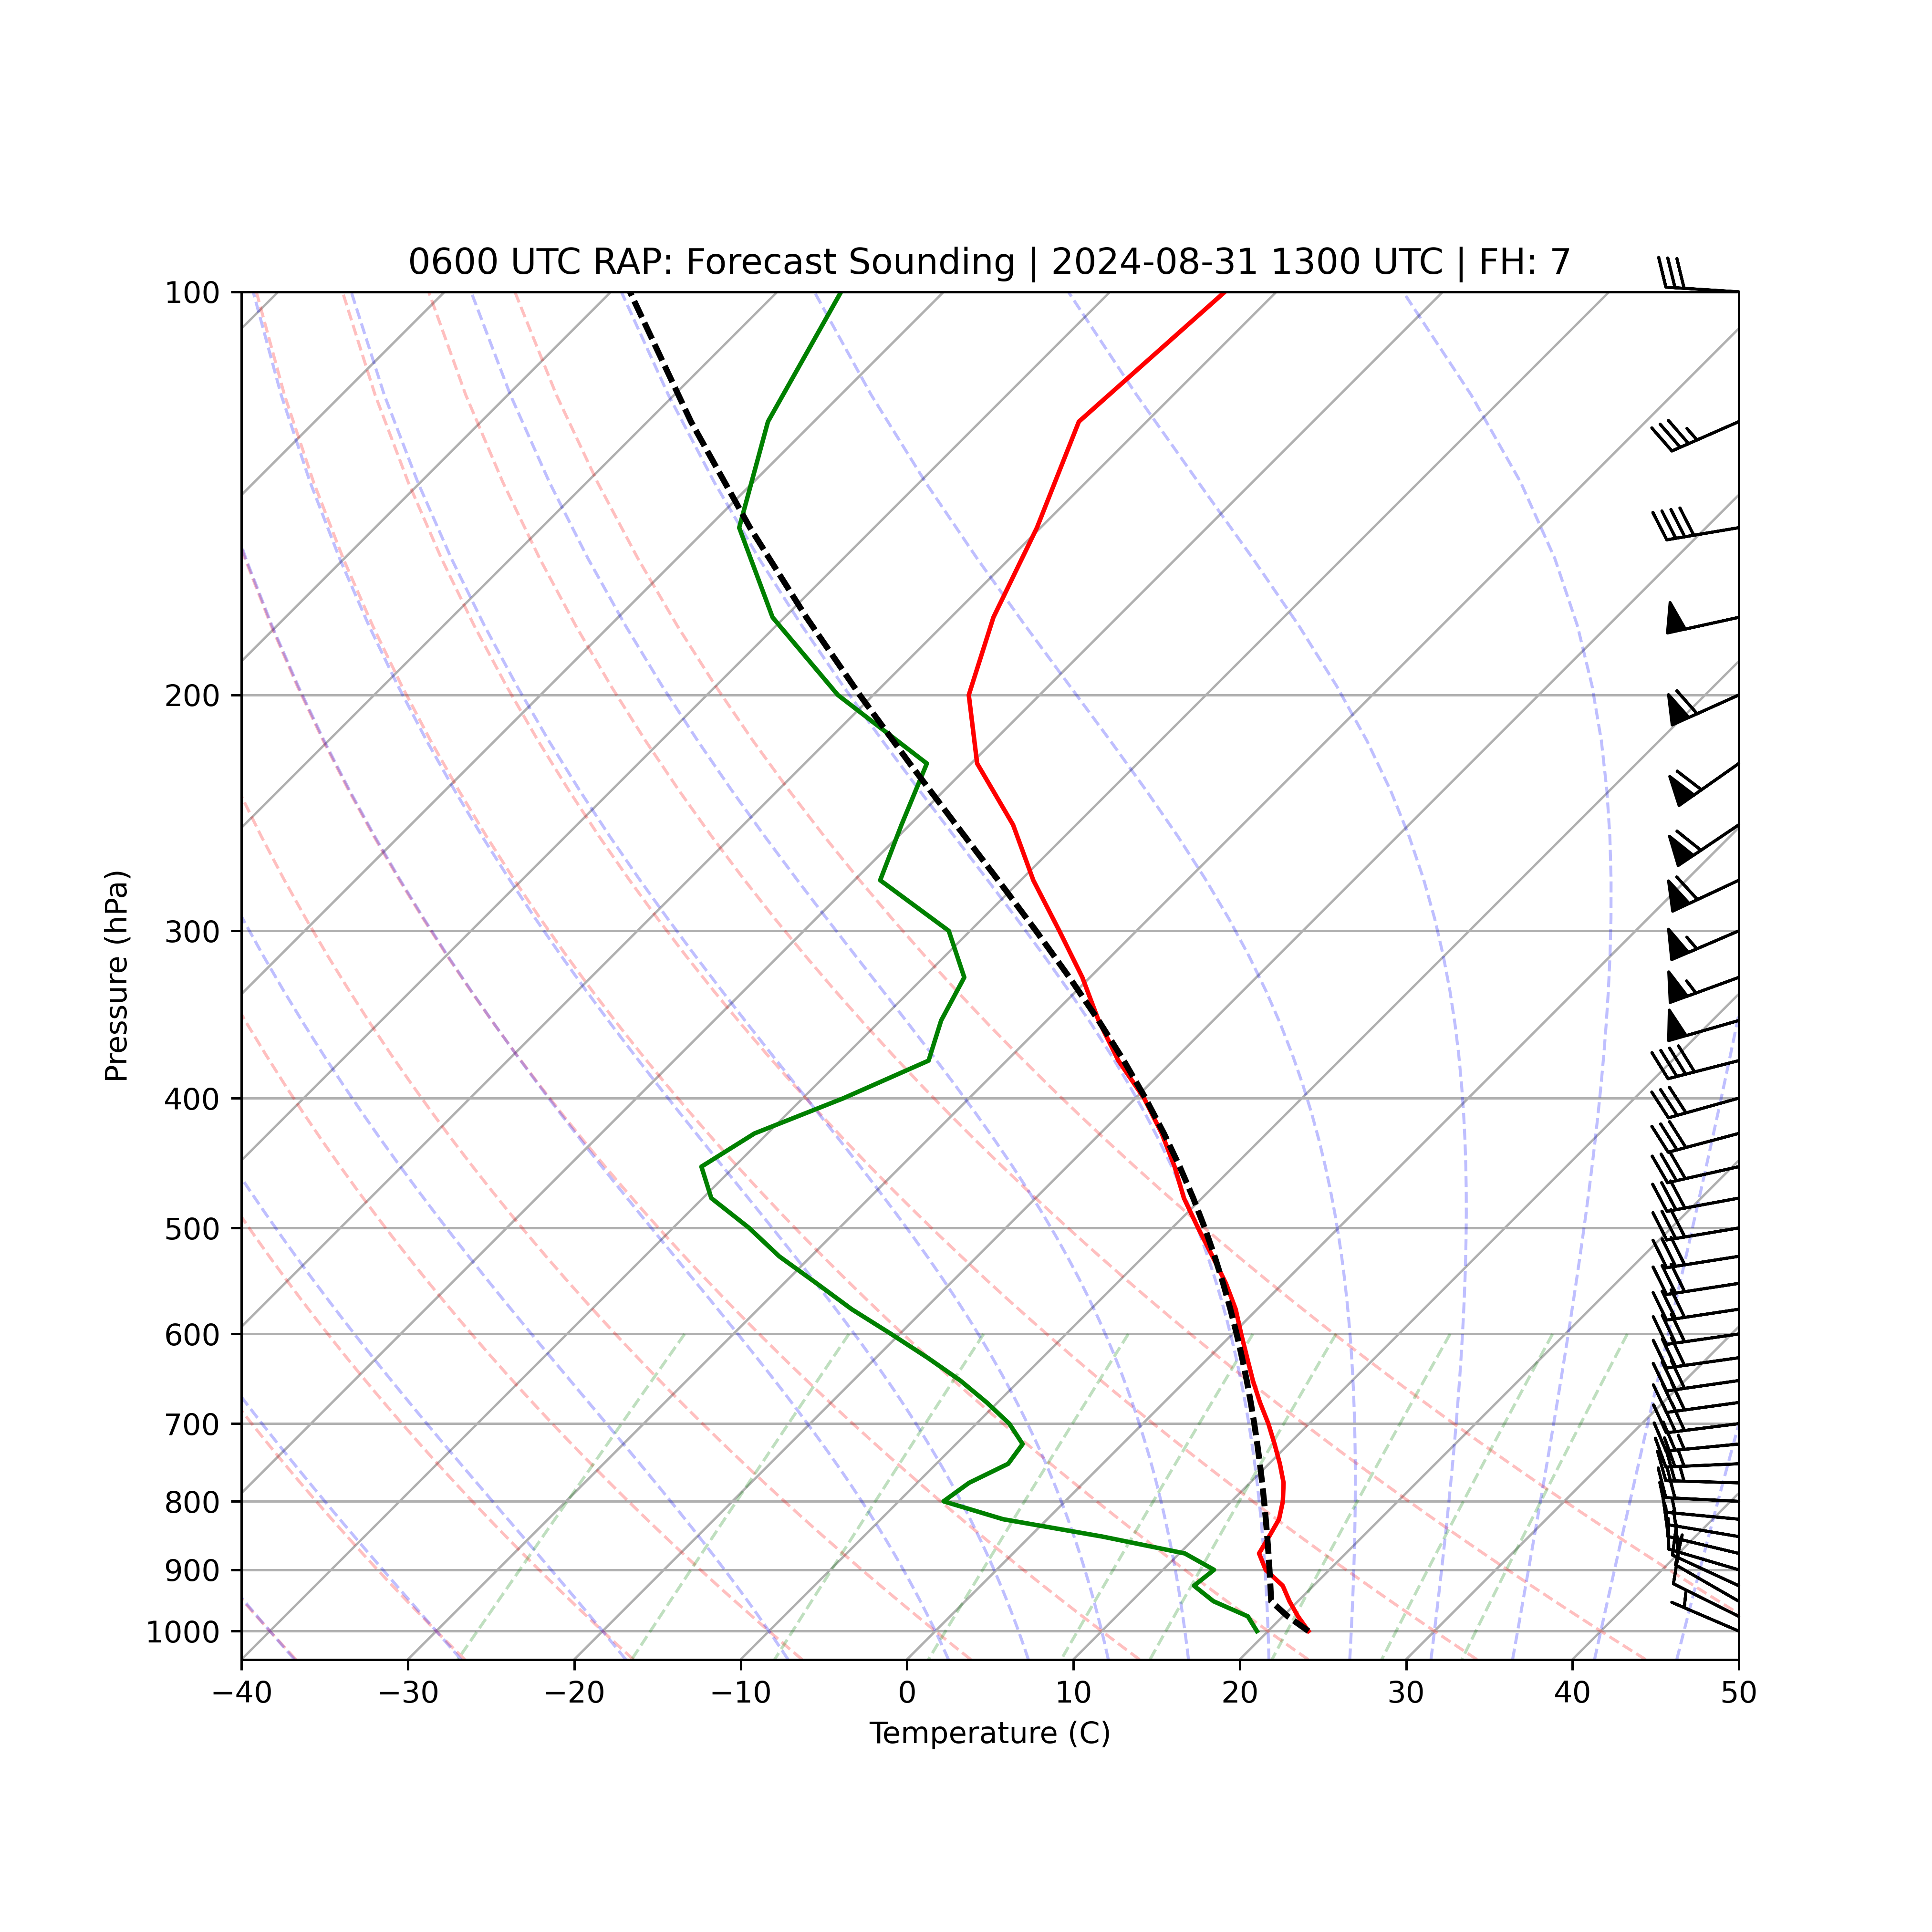 0600 UTC RAP: Forecast Sounding | 2024-08-31 1300 UTC | FH: 7
100
200
300
400
500
600
700
800
900
1000
Pressure (hPa)
−40 −30 −20 −10 0 10 20 30 40 50
Temperature (C)